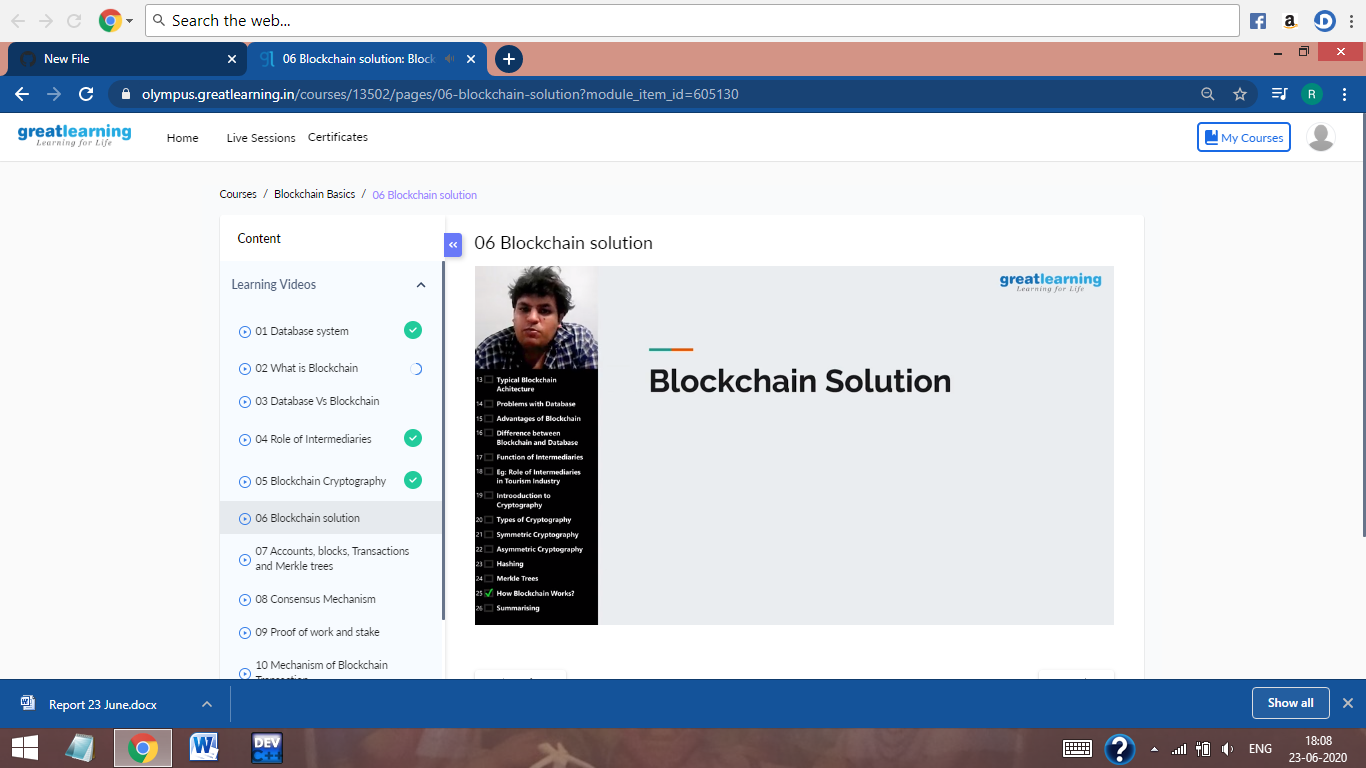 Search the web...
New File
06 Blockchain solution: Block
olympus.greatlearning.in/courses/13502/pages/06-blockchain-solution?module_item_id=605130
R
greatlearning
Learning for Life
Home
Live Sessions
Certificates
My Courses
Courses / Blockchain Basics / 06 Blockchain solution
Content
Learning Videos
01 Database system
02 What is Blockchain
03 Database Vs Blockchain
04 Role of Intermediaries
05 Blockchain Cryptography
06 Blockchain solution
07 Accounts, blocks, Transactions
and Merkle trees
08 Consensus Mechanism
09 Proof of work and stake
10 Mechanism of Blockchain
06 Blockchain solution
13 Typical Blockchain
Achitecture
14 Problems with Database
15 Advantages of Blockchain
16 Difference between
Blockchain and Database
17 Function of Intermediaries
18 Eg: Role of Intermediaries
in Tourism Industry
19 Introoduction to
Cryptography
20 Types of Cryptography
21 Symmetric Cryptography
22 Asymmetric Cryptography
23 Hashing
24 Merkle Trees
25 How Blockchain Works?
26 Summarising
greatlearning
Learning for Life
Blockchain Solution
Report 23 June.docx
Show all
DEV
C++
ENG
18:08
23-06-2020